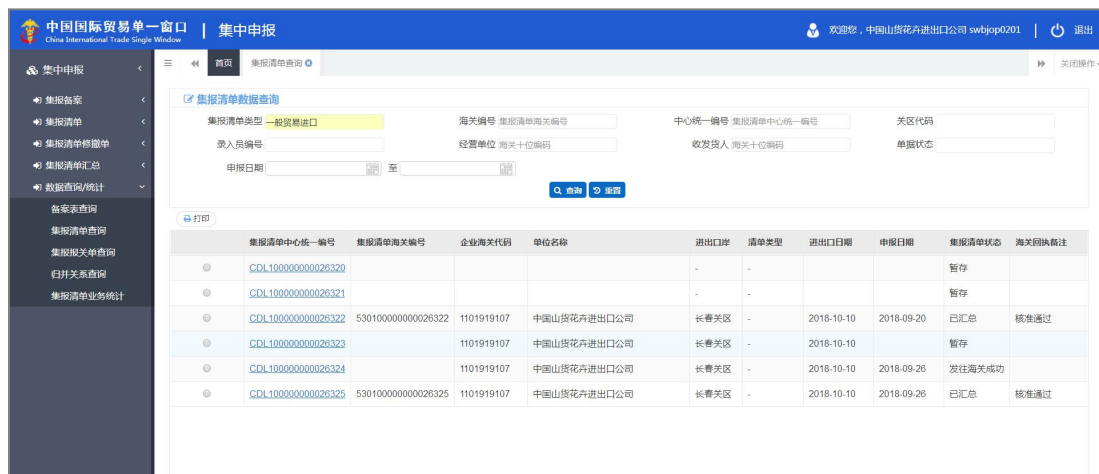 中国国际贸易单一窗口 | 集中申报
China International Trade Single Window
欢迎您，中国山货花卉进出口公司 swbjop0201 | 退出
集中申报
首页 集报清单查询 关闭操作
集报备案
集报清单
集报清单修撤单
集报清单汇总
数据查询/统计
备案表查询
集报清单查询
集报报关单查询
归并关系查询
集报清单业务统计
集报清单数据查询
集报清单类型 一般贸易进口 海关编号 集报清单海关编号 中心统一编号 集报清单中心统一编号 关区代码
录入员编号 经营单位 海关十位编码 收发货人 海关十位编码 单据状态
申报日期 至
查询 重置
打印
集报清单中心统一编号 集报清单海关编号 企业海关代码 单位名称 进出口岸 清单类型 进出口日期 申报日期 集报清单状态 海关回执备注
CDL100000000026320 - - 暂存
CDL100000000026321 - - 暂存
CDL100000000026322 530100000000026322 1101919107 中国山货花卉进出口公司 长春关区 - 2018-10-10 2018-09-20 已汇总 核准通过
CDL100000000026323 1101919107 中国山货花卉进出口公司 长春关区 - 2018-10-10 暂存
CDL100000000026324 1101919107 中国山货花卉进出口公司 长春关区 - 2018-10-10 2018-09-26 发往海关成功
CDL100000000026325 530100000000026325 1101919107 中国山货花卉进出口公司 长春关区 - 2018-10-10 2018-09-26 已汇总 核准通过